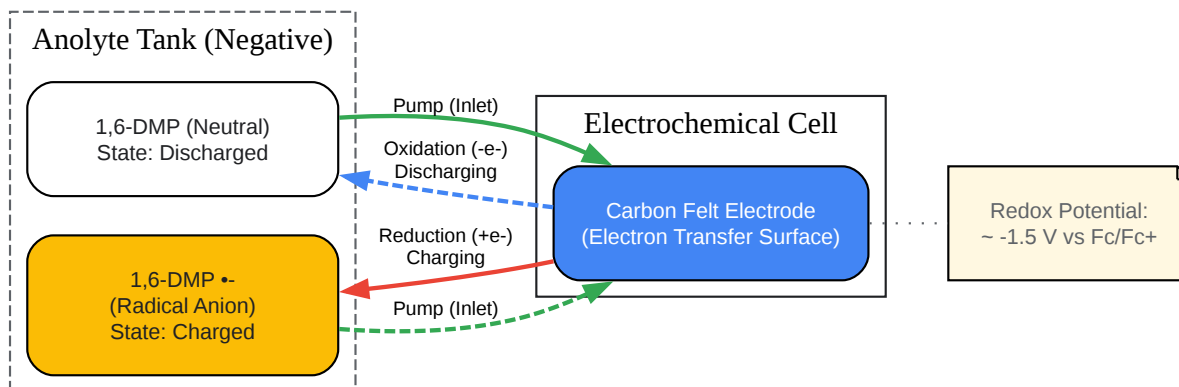 Anolyte Tank (Negative)
1,6-DMP (Neutral)
State: Discharged
1,6-DMP •-
(Radical Anion)
State: Charged
Pump (Inlet)
Oxidation (-e-)
Discharging
Reduction (+e-)
Charging
Pump (Inlet)
Electrochemical Cell
Carbon Felt Electrode
(Electron Transfer Surface)
Redox Potential:
~ -1.5 V vs Fc/Fc+